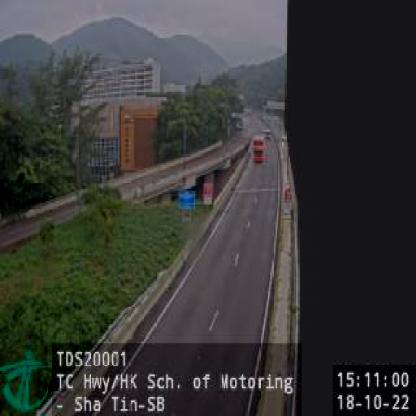 TDS20001
TC Hwy/HK Sch. of Motoring
- Sha Tin-SB
15:11:00
18-10-22